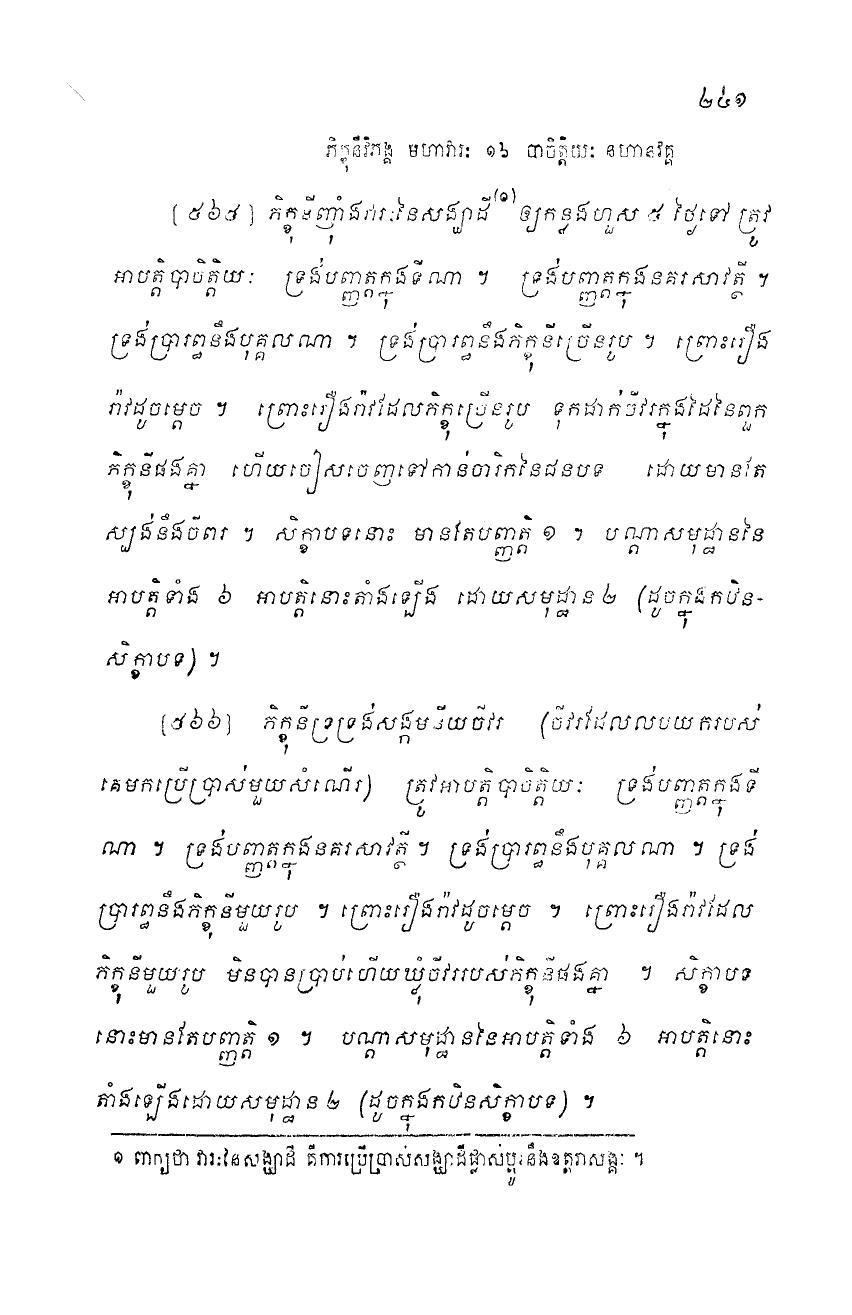 ២៤១
ភិក្ខុនីវិភង្គ មហាវារៈ ១៦ បាចិត្តិយៈ នហានវគ្គ
[៥៦៥] ភិក្ខុនីញ៉ាំងវារៈនៃសង្ឃាដី(១) ឲ្យកន្លងហួស ៥ ថ្ងៃទៅ ត្រូវ
អាបត្តិបាចិត្តិយៈ ទ្រង់បញ្ញត្តក្នុងទីណា ។ ទ្រង់បញ្ញត្តក្នុងនគរសាវត្ថី ។
ទ្រង់ប្រារព្ធនឹងបុគ្គលណា ។ ទ្រង់ប្រារព្ធនឹងភិក្ខុនីច្រើនរូប ។ ព្រោះរឿង
រ៉ាវដូចម្តេច ។ ព្រោះរឿងរ៉ាវដែលភិក្ខុច្រើនរូប ទុកដាក់ចីវរក្នុងដៃនៃពួក
ភិក្ខុនីផងគ្នា ហើយចៀសចេញទៅកាន់ចារិកនៃជនបទ ដោយមានតែ
ស្បង់នឹងចីពរ ។ សិក្ខាបទនោះ មានតែបញ្ញត្តិ ១ ។ បណ្តាសមុដ្ឋាននៃ
អាបត្តិទាំង ៦ អាបត្តិនោះតាំងឡើង ដោយសមុដ្ឋាន ២ (ដូចក្នុងកឋិន-
សិក្ខាបទ) ។
[៥៦៦] ភិក្ខុនីទ្រទ្រង់សង្កមនីយចីវរ (ចីវរដែលលបយករបស់
គេមកប្រើប្រាស់មួយសំណើរ) ត្រូវអាបត្តិបាចិត្តិយៈ ទ្រង់បញ្ញត្តក្នុងទី
ណា ។ ទ្រង់បញ្ញត្តក្នុងនគរសាវត្ថី ។ ទ្រង់ប្រារព្ធនឹងបុគ្គលណា ។ ទ្រង់
ប្រារព្ធនឹងភិក្ខុនីមួយរូប ។ ព្រោះរឿងរ៉ាវដូចម្តេច ។ ព្រោះរឿងរ៉ាវដែល
ភិក្ខុនីមួយរូប មិនបានប្រាប់ហើយឃ្លុំចីវររបស់ភិក្ខុនីផងគ្នា ។ សិក្ខាបទ
នោះមានតែបញ្ញត្តិ ១ ។ បណ្តាសមុដ្ឋាននៃអាបត្តិទាំង ៦ អាបត្តិនោះ
តាំងឡើងដោយសមុដ្ឋាន ២ (ដូចក្នុងកឋិនសិក្ខាបទ) ។
១ ពាក្យថា វារៈនៃសង្ឃាដី គឺការប្រើប្រាស់សង្ឃាដីផ្លាស់ប្តូរនឹងឧត្តរាសង្គៈ ។